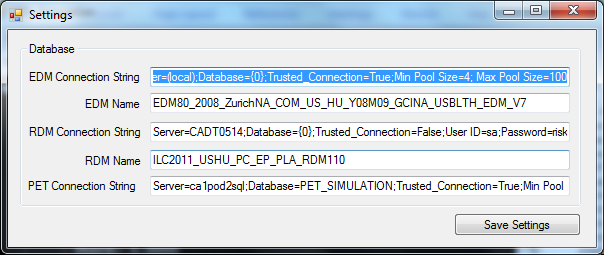 Settings
Database
EDM Connection String er=(local);Database={0};Trusted_Connection=True;Min Pool Size=4; Max Pool Size=100
EDM Name EDM80_2008_ZurichNA_COM_US_HU_Y08M09_GCINA_USBLTH_EDM_V7
RDM Connection String Server=CADT0514;Database={0};Trusted_Connection=False;User ID=sa;Password=risk
RDM Name ILC2011_USHU_PC_EP_PLA_RDM110
PET Connection String Server=ca1pod2sql;Database=PET_SIMULATION;Trusted_Connection=True;Min Pool
Save Settings